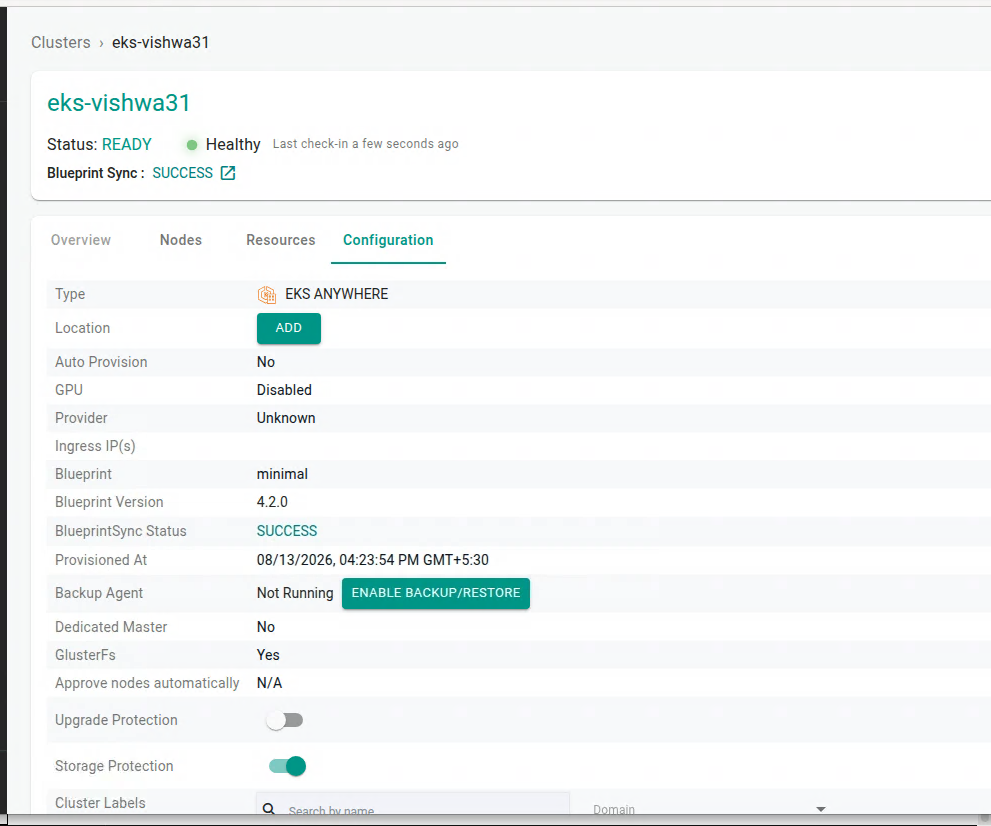 Clusters › eks-vishwa31
eks-vishwa31
Status: READY Healthy Last check-in a few seconds ago
Blueprint Sync : SUCCESS
Overview Nodes Resources Configuration
Type EKS ANYWHERE
Location ADD
Auto Provision No
GPU Disabled
Provider Unknown
Ingress IP(s)
Blueprint minimal
Blueprint Version 4.2.0
BlueprintSync Status SUCCESS
Provisioned At 08/13/2026, 04:23:54 PM GMT+5:30
Backup Agent Not Running ENABLE BACKUP/RESTORE
Dedicated Master No
GlusterFs Yes
Approve nodes automatically N/A
Upgrade Protection
Storage Protection
Cluster Labels Search by name Domain